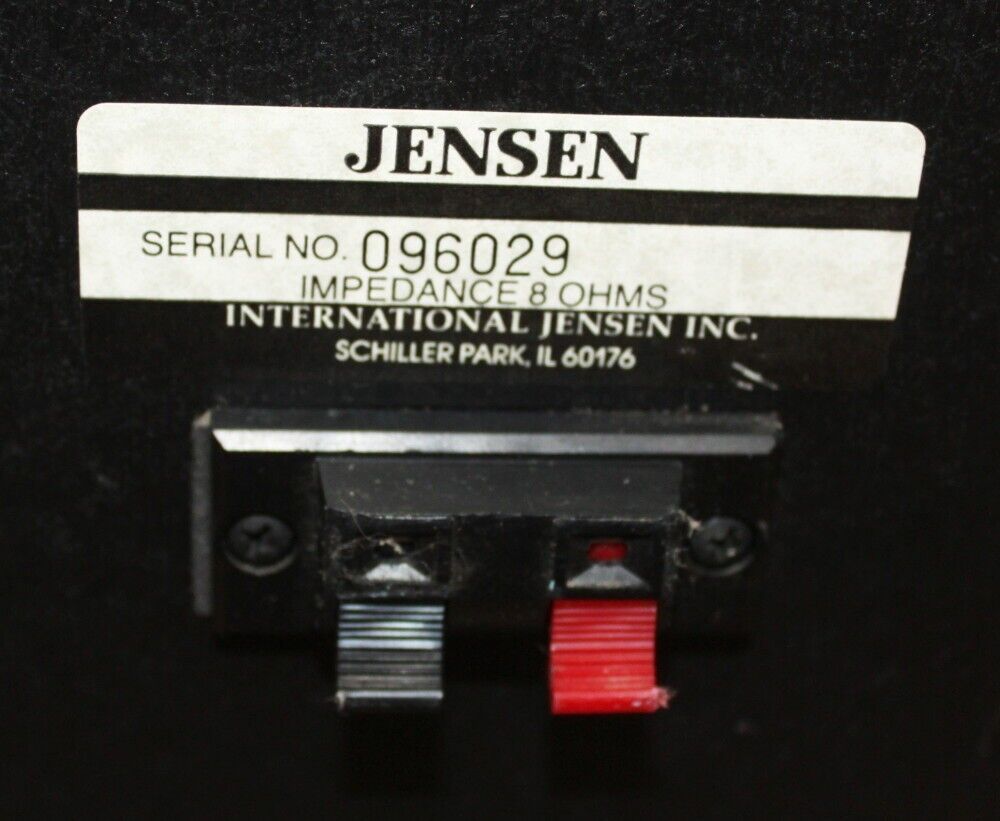 JENSEN
SERIAL NO. 096029
IMPEDANCE 8 OHMS
INTERNATIONAL JENSEN INC.
SCHILLER PARK, IL 60176